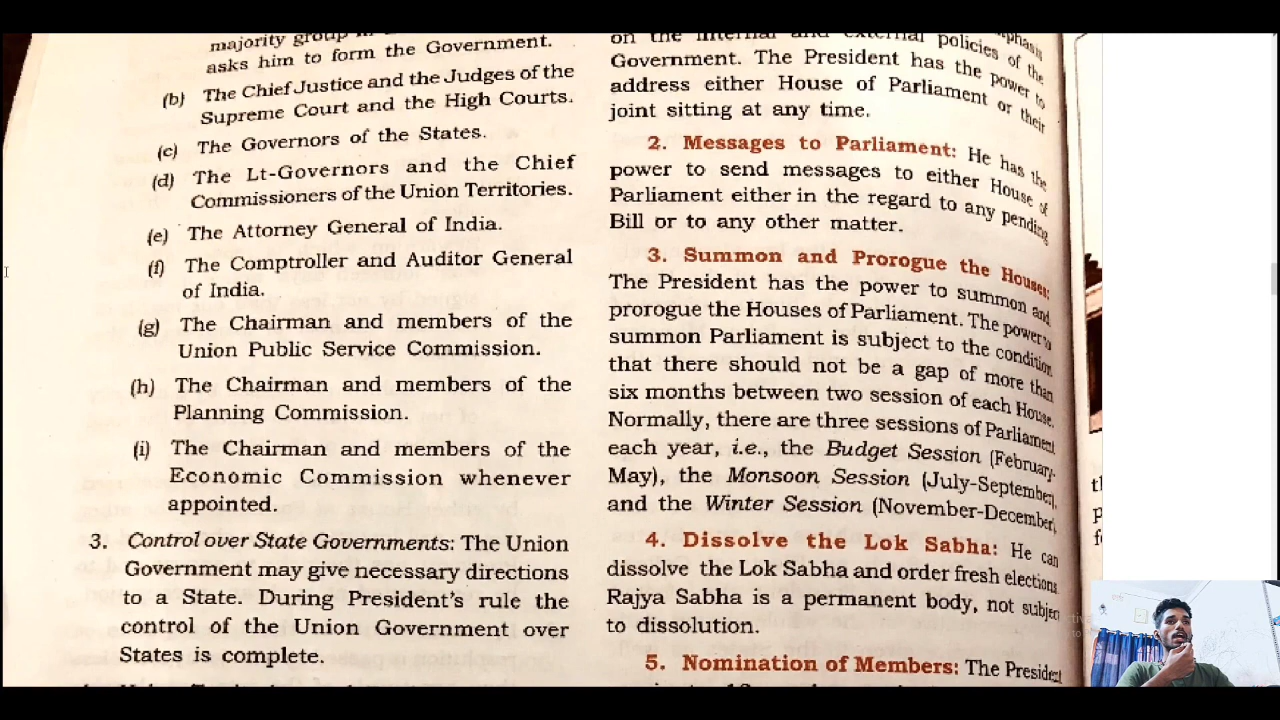 majority group in
asks him to form the Government.
(b) The Chief Justice and the Judges of the
Supreme Court and the High Courts.
(c) The Governors of the States.
(d) The Lt-Governors and the Chief
Commissioners of the Union Territories.
(e) The Attorney General of India.
(f) The Comptroller and Auditor General
of India.
(g) The Chairman and members of the
Union Public Service Commission.
(h) The Chairman and members of the
Planning Commission.
(i) The Chairman and members of the
Economic Commission whenever
appointed.
3. Control over State Governments: The Union
Government may give necessary directions
to a State. During President's rule the
control of the Union Government over
States is complete.
on the internal and external policies of the
Government. The President has the power to
address either House of Parliament or their
joint sitting at any time.
2. Messages to Parliament: He has the
power to send messages to either House of
Parliament either in the regard to any pending
Bill or to any other matter.
3. Summon and Prorogue the Houses:
The President has the power to summon and
prorogue the Houses of Parliament. The power to
summon Parliament is subject to the condition
that there should not be a gap of more than
six months between two session of each House.
Normally, there are three sessions of Parliament
each year, i.e., the Budget Session (February-
May), the Monsoon Session (July-September),
and the Winter Session (November-December)
4. Dissolve the Lok Sabha: He can
dissolve the Lok Sabha and order fresh elections.
Rajya Sabha is a permanent body, not subject
to dissolution.
5. Nomination of Members: The President